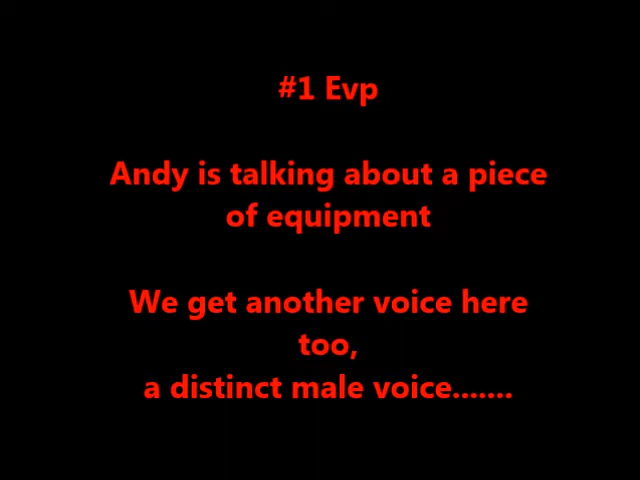 #1 Evp
Andy is talking about a piece
of equipment
We get another voice here
too,
a distinct male voice.......